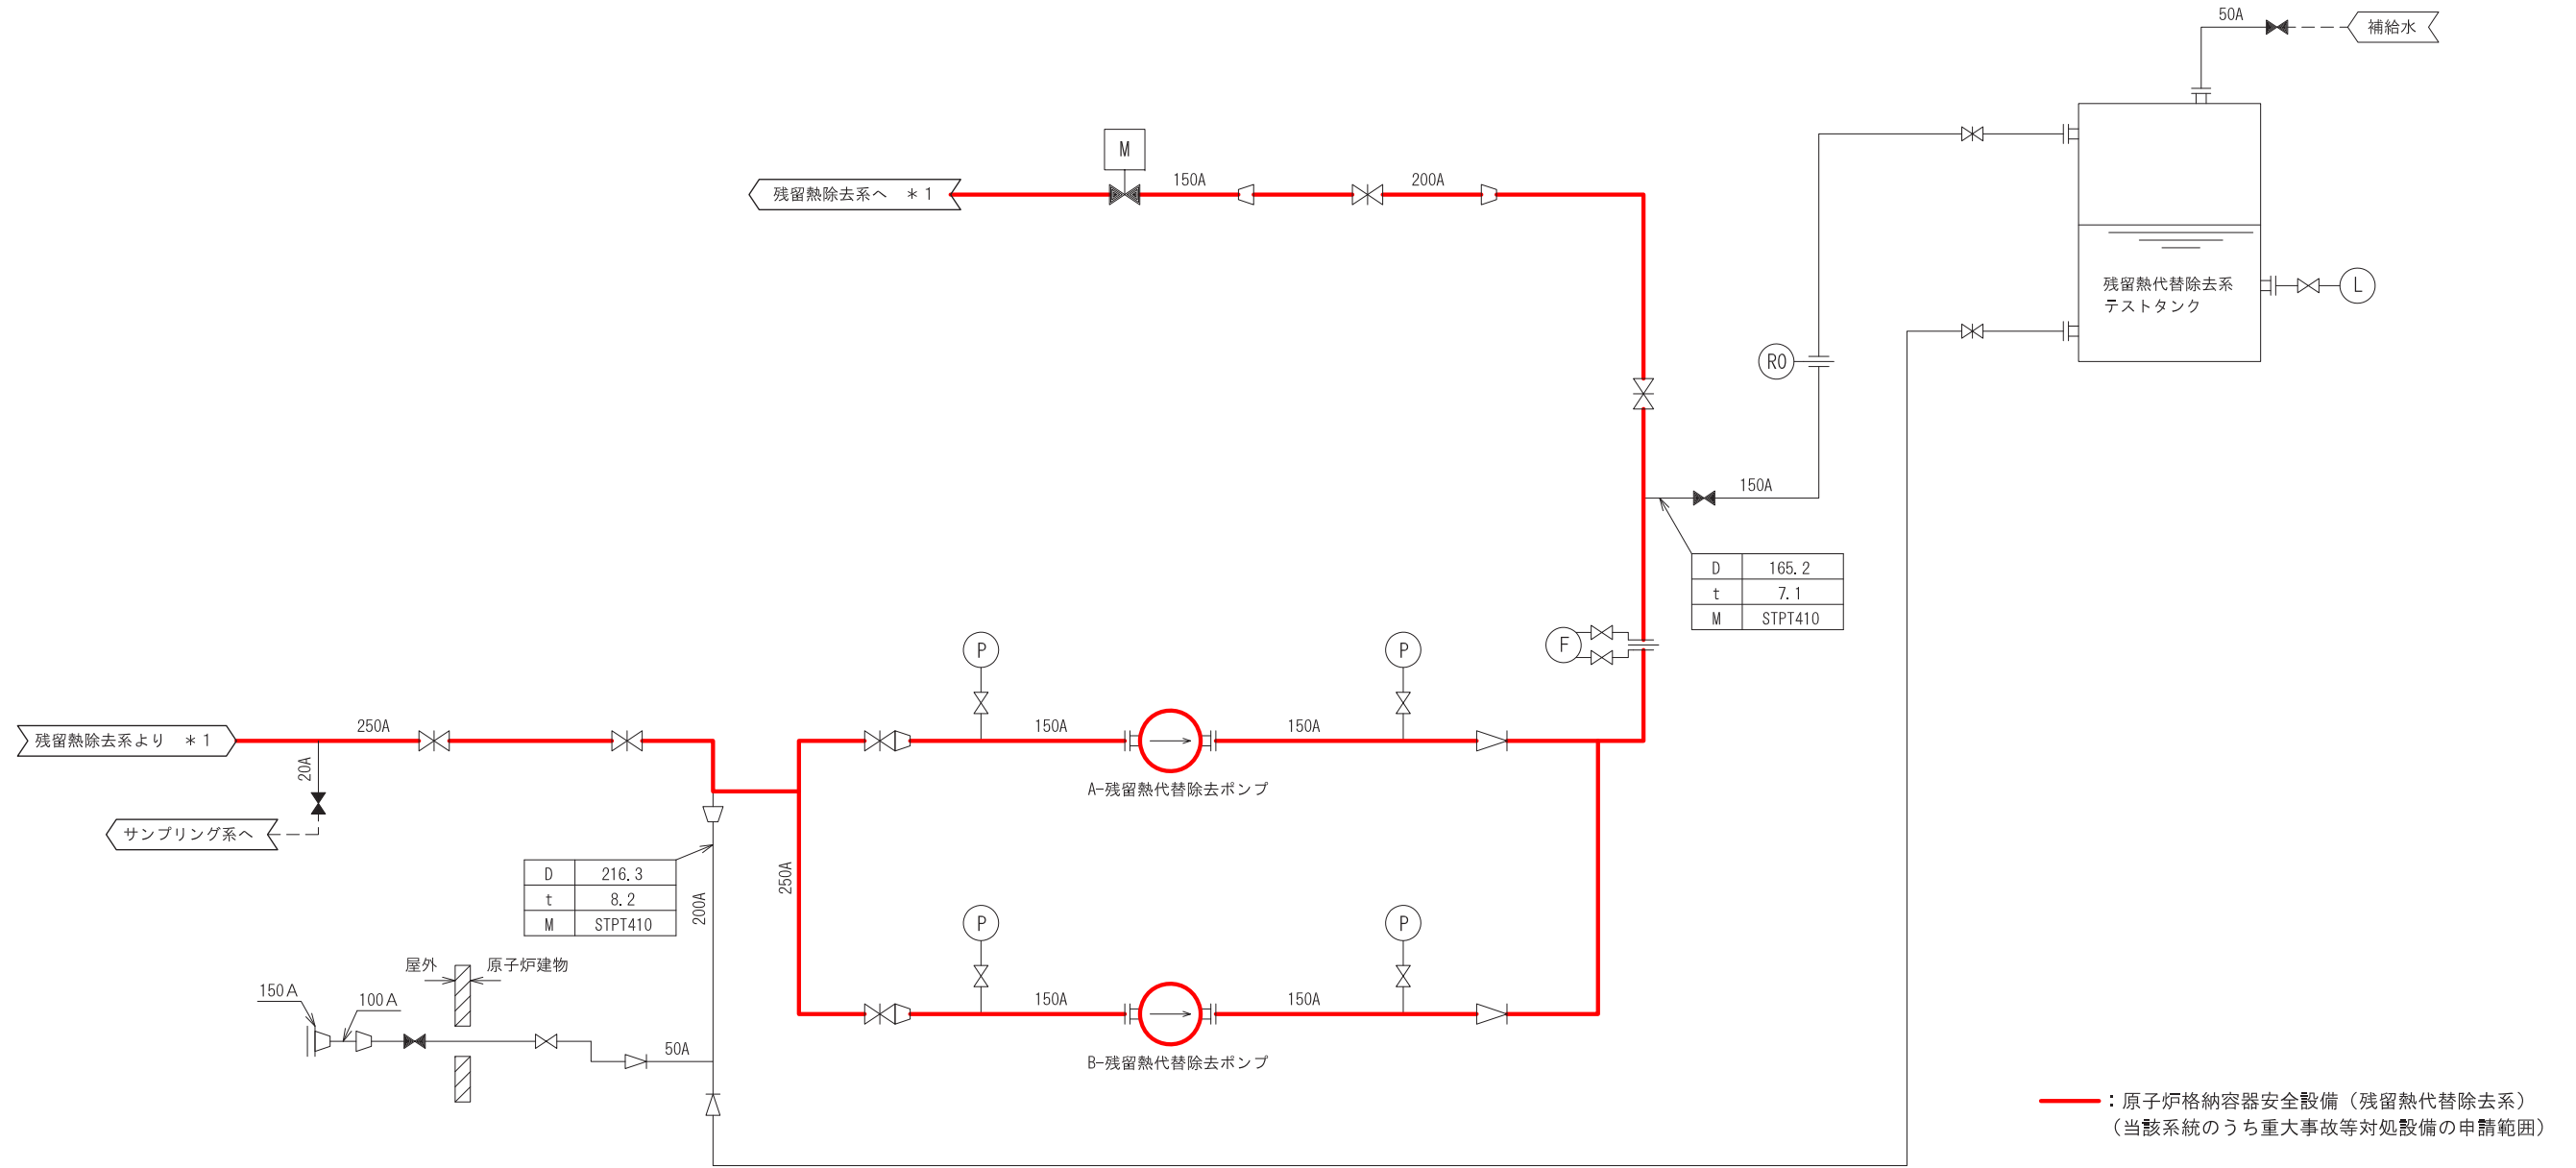 50A
補給水
M
残留熱除去系へ ＊１
150A
200A
残留熱代替除去系
テストタンク
L
RO
150A
D 165.2
t 7.1
M STPT410
F
P
P
残留熱除去系より ＊１
250A
150A
150A
20A
A-残留熱代替除去ポンプ
サンプリング系へ
D 216.3
t 8.2
M STPT410
200A
250A
P
P
屋外
原子炉建物
150A
100A
150A
150A
50A
B-残留熱代替除去ポンプ
：原子炉格納容器安全設備（残留熱代替除去系）
（当該系統のうち重大事故等対処設備の申請範囲）